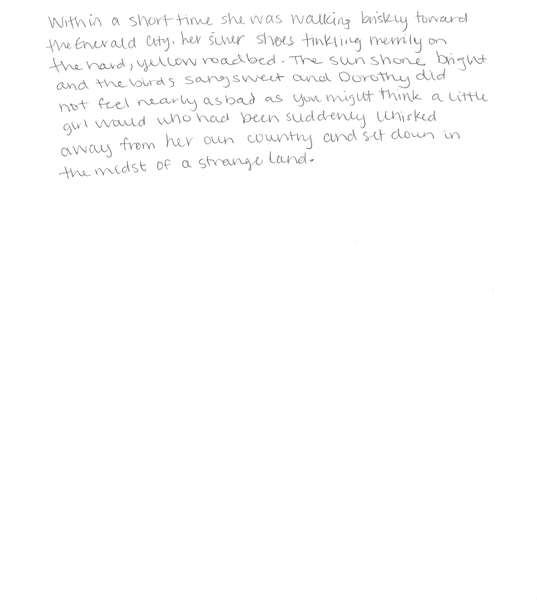 Within a short time she was walking briskly toward
the Emerald City. her silver shoes tinkling merrily on
the hard, yellow roadbed. The sun shone bright
and the birds sang sweet and Dorothy did
not feel nearly as bad as you might think a little
girl would who had been suddenly whisked
away from her own country and set down in
the midst of a strange land.